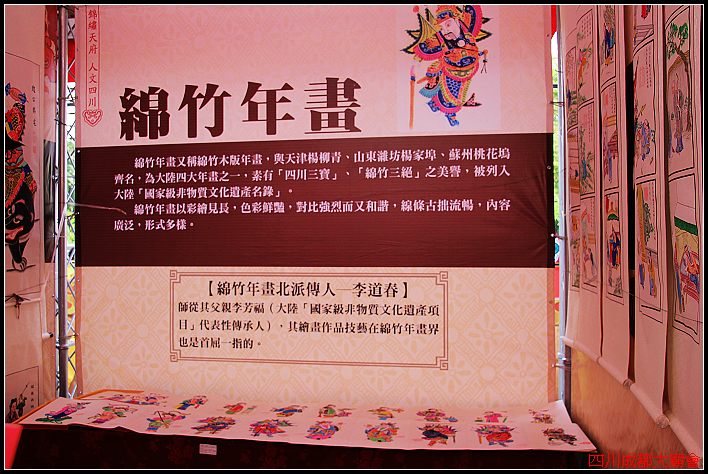 錦繡天府 人文四川
綿竹年畫
綿竹年畫又稱綿竹木版年畫，與天津楊柳青、山東濰坊楊家埠、蘇州桃花塢
齊名，為大陸四大年畫之一，素有「四川三寶」、「綿竹三絕」之美譽，被列入
大陸「國家級非物質文化遺產名錄」。
綿竹年畫以彩繪見長，色彩鮮豔，對比強烈而又和諧，線條古拙流暢，內容
廣泛，形式多樣。
【綿竹年畫北派傳人—李道春】
師從其父親李芳福（大陸「國家級非物質文化遺產項
目」代表性傳承人），其繪畫作品技藝在綿竹年畫界
也是首屈一指的。
四川成都大廟會